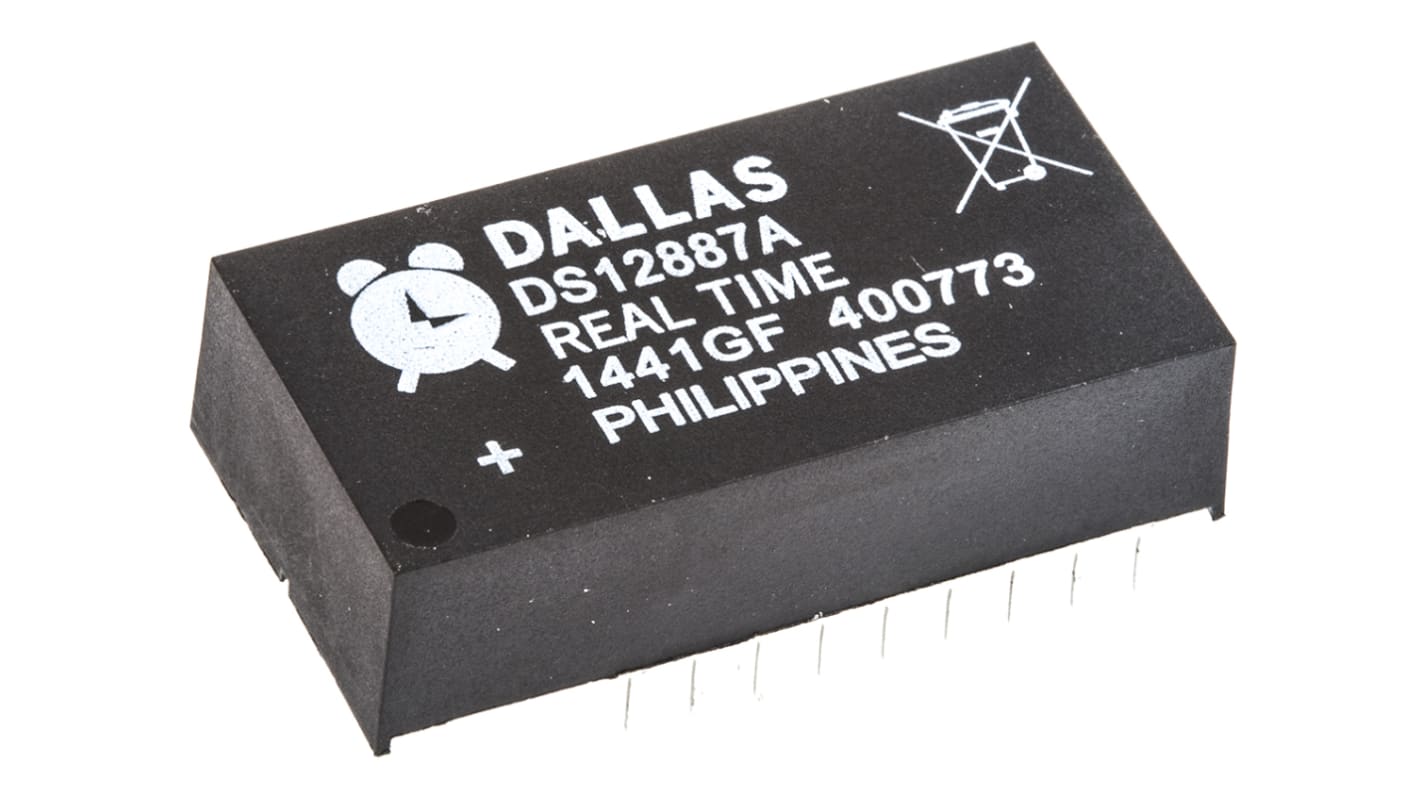 DALLAS
DS12887A
REAL TIME
1441GF 400773
PHILIPPINES
+